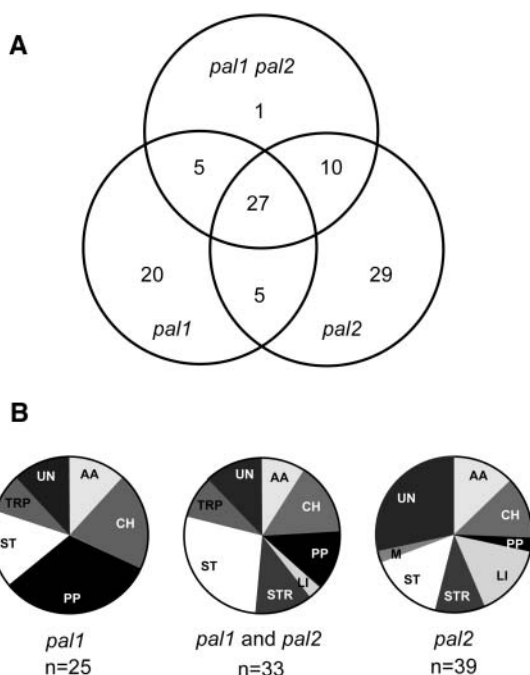 A
pal1 pal2
1
5
10
27
20
5
29
pal1
pal2
B
UN AA TRP CH ST PP
UN AA TRP CH PP ST LI STR
UN AA CH PP M LI ST STR
pal1
n=25
pal1 and pal2
n=33
pal2
n=39